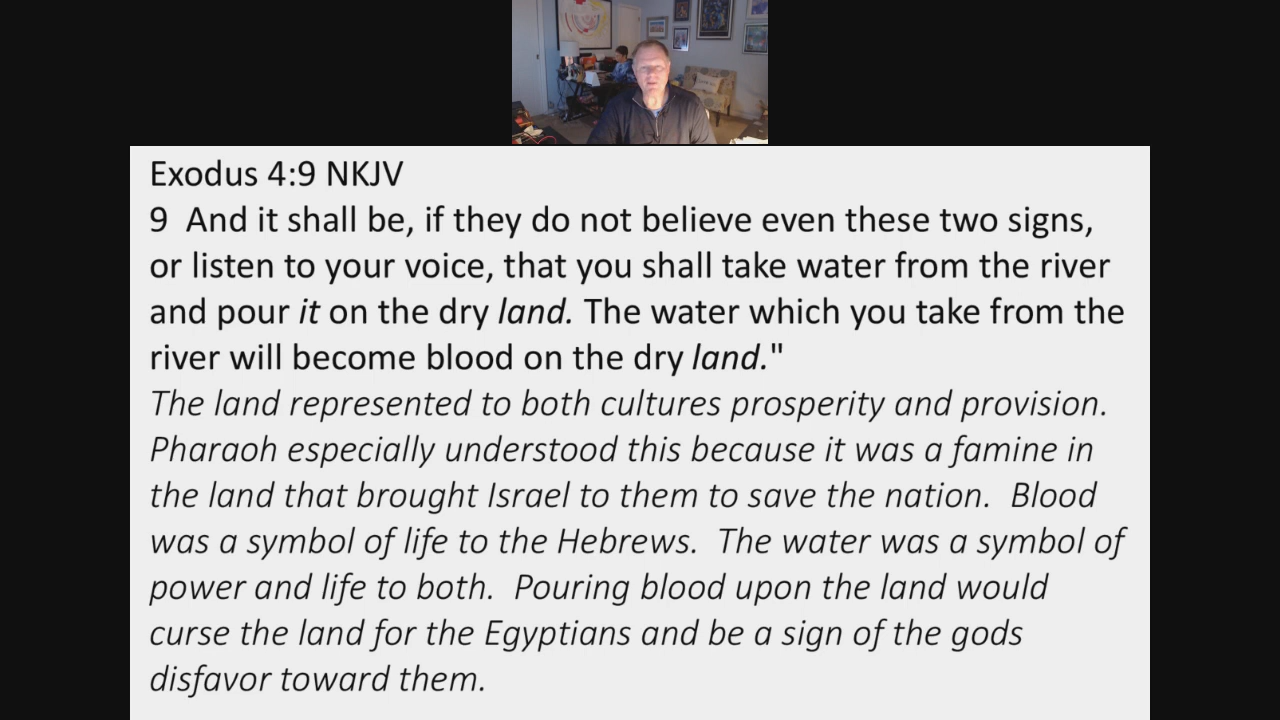 Exodus 4:9 NKJV
9  And it shall be, if they do not believe even these two signs,
or listen to your voice, that you shall take water from the river
and pour it on the dry land. The water which you take from the
river will become blood on the dry land."
The land represented to both cultures prosperity and provision.
Pharaoh especially understood this because it was a famine in
the land that brought Israel to them to save the nation.  Blood
was a symbol of life to the Hebrews.  The water was a symbol of
power and life to both.  Pouring blood upon the land would
curse the land for the Egyptians and be a sign of the gods
disfavor toward them.